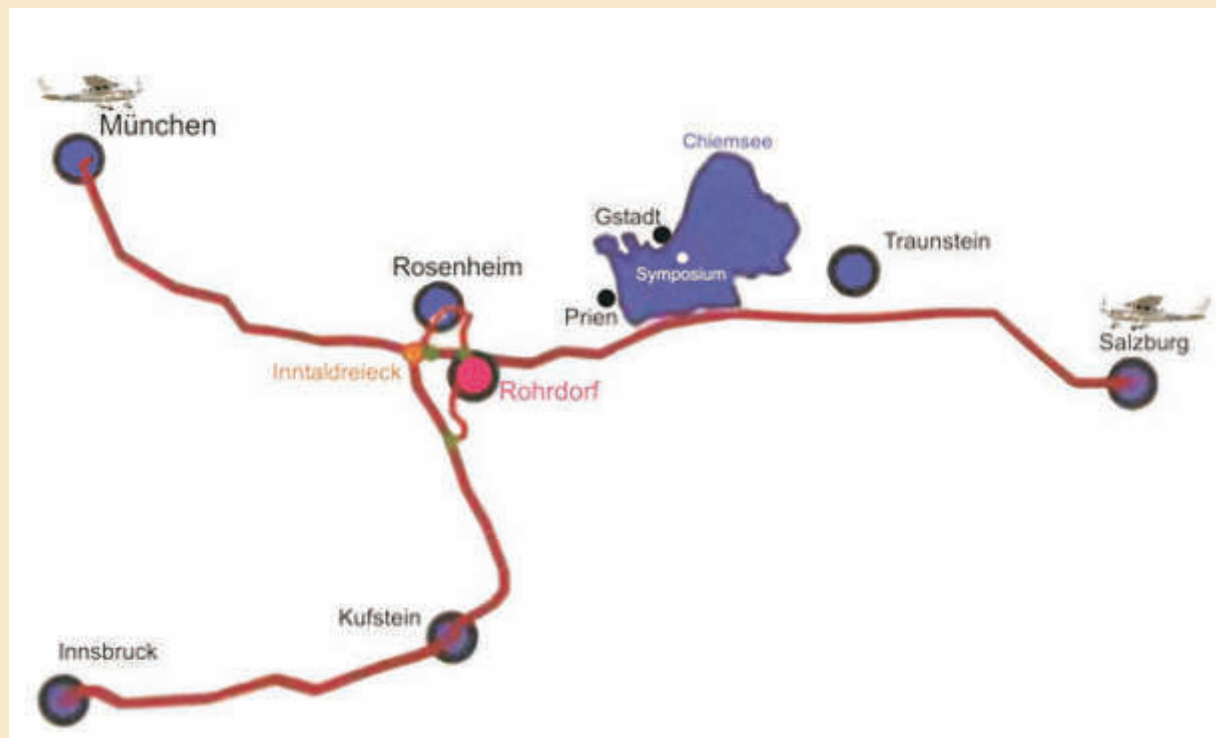 München
Chiemsee
Gstadt
Traunstein
Rosenheim
Symposium
Prien
Salzburg
Inntaldreieck
Rohrdorf
Kufstein
Innsbruck